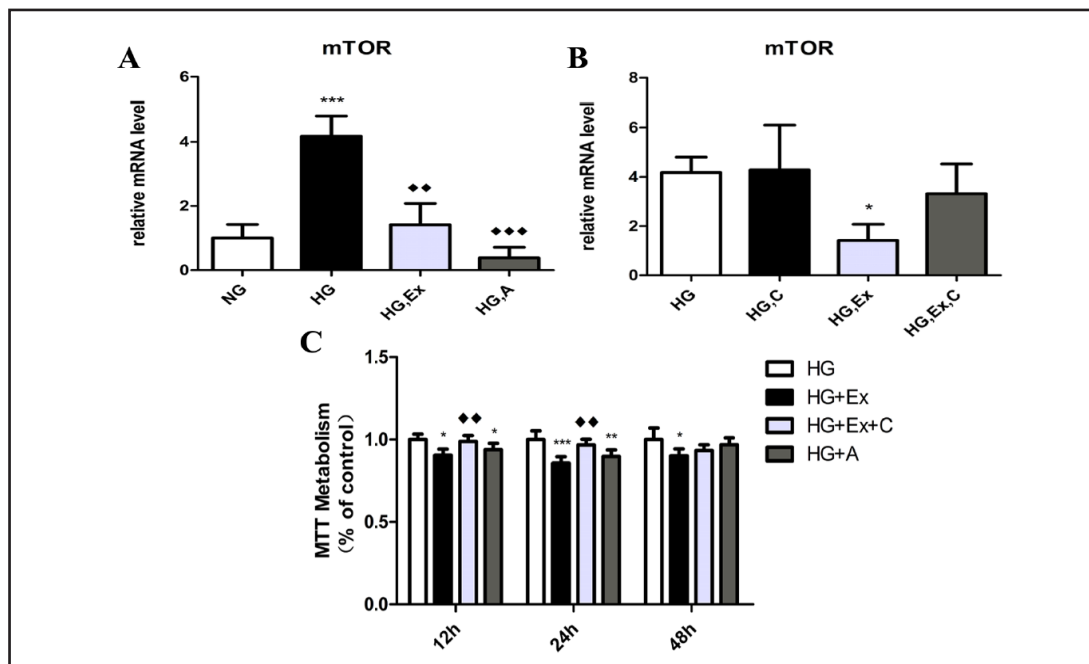 A
mTOR
relative mRNA level
6
4
2
0
***
◆◆
◆◆◆
NG
HG
HG,Ex
HG,A
B
mTOR
relative mRNA level
8
6
4
2
0
*
HG
HG,C
HG,Ex
HG,Ex,C
C
MTT Metabolism
(% of control)
1.5
1.0
0.5
0.0
* ◆◆ *
*** ◆◆ **
*
12h
24h
48h
HG
HG+Ex
HG+Ex+C
HG+A